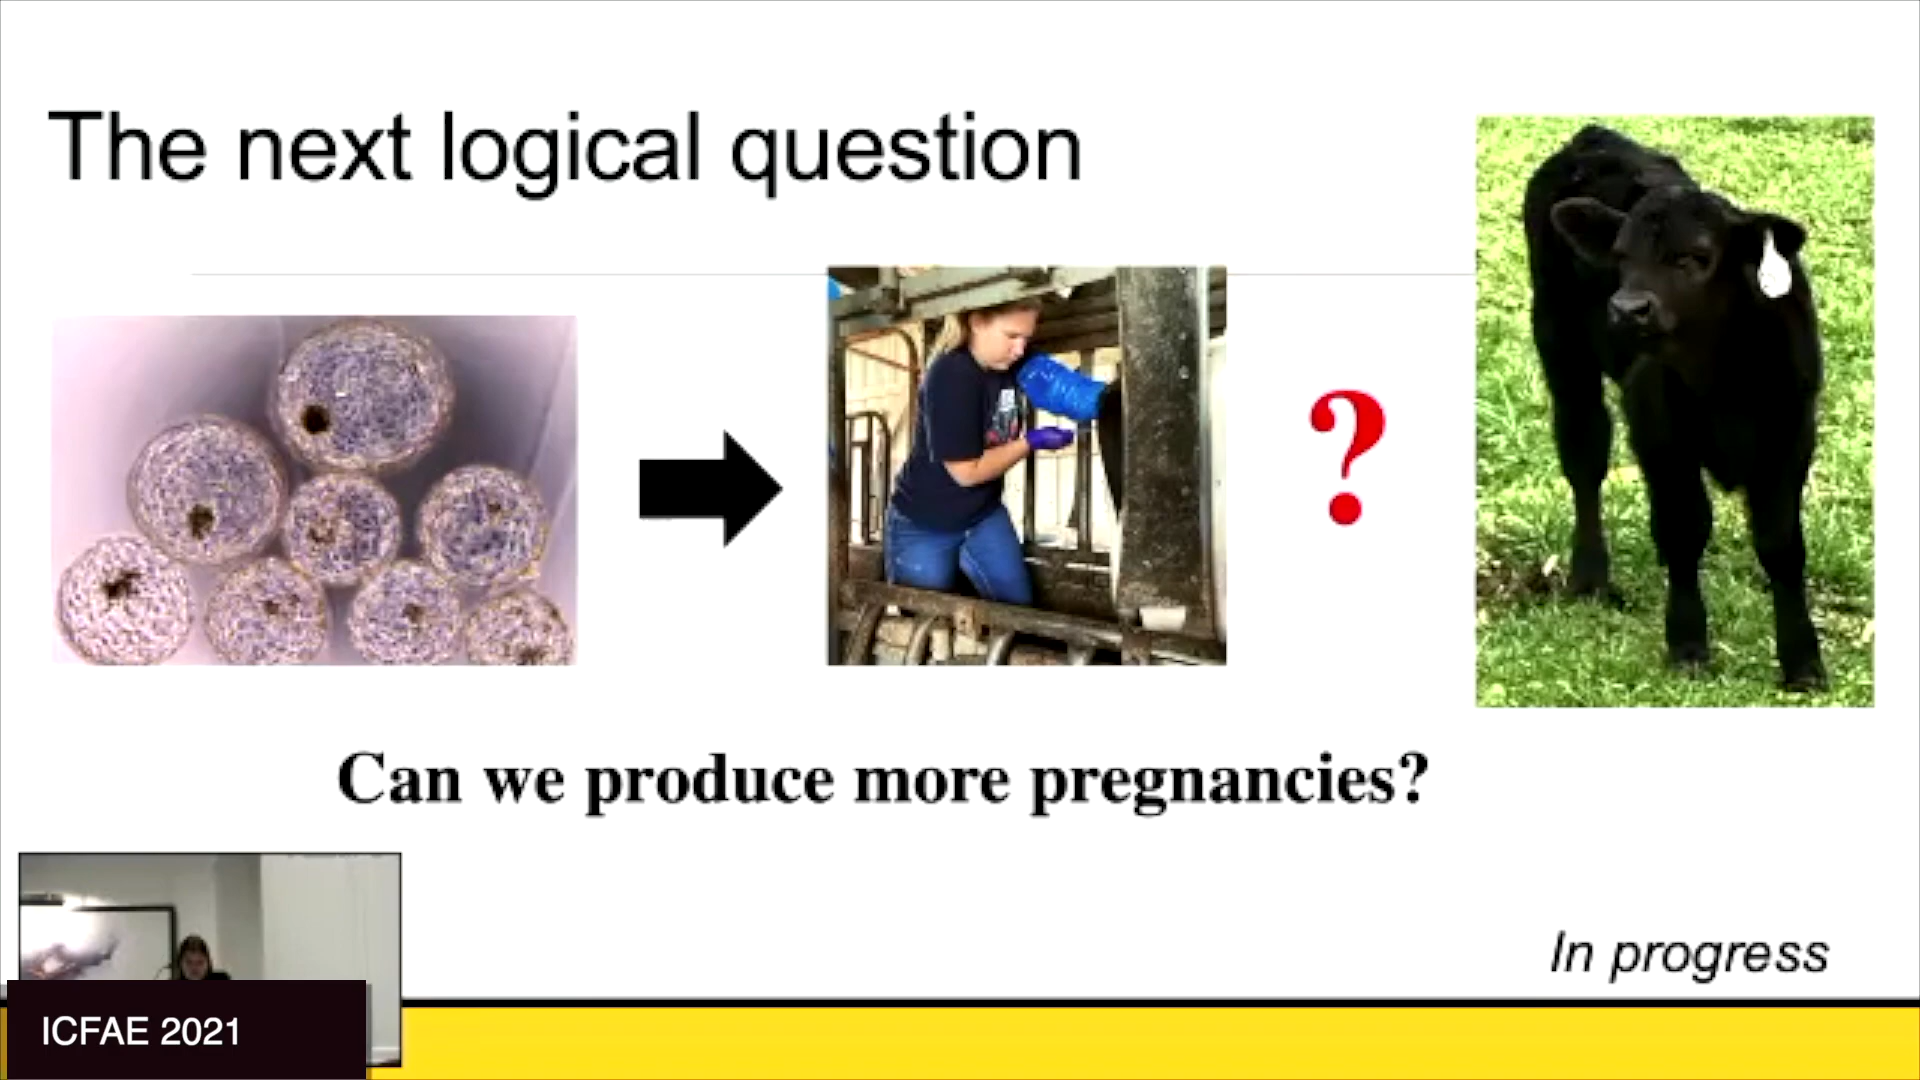 The next logical question
?
Can we produce more pregnancies?
In progress
ICFAE 2021